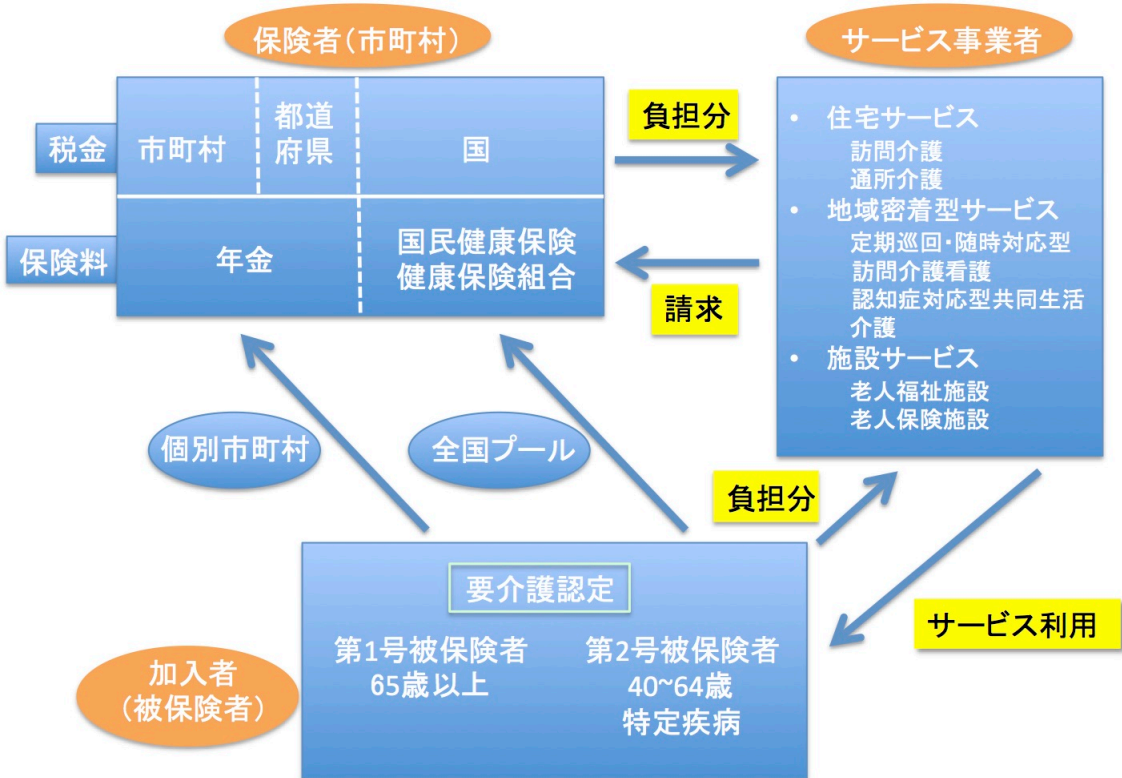 保険者(市町村)
サービス事業者
税金
市町村
都道
府県
国
保険料
年金
国民健康保険
健康保険組合
負担分
請求
• 住宅サービス
訪問介護
通所介護
• 地域密着型サービス
定期巡回・随時対応型
訪問介護看護
認知症対応型共同生活
介護
• 施設サービス
老人福祉施設
老人保険施設
個別市町村
全国プール
負担分
サービス利用
要介護認定
第1号被保険者
65歳以上
第2号被保険者
40~64歳
特定疾病
加入者
(被保険者)